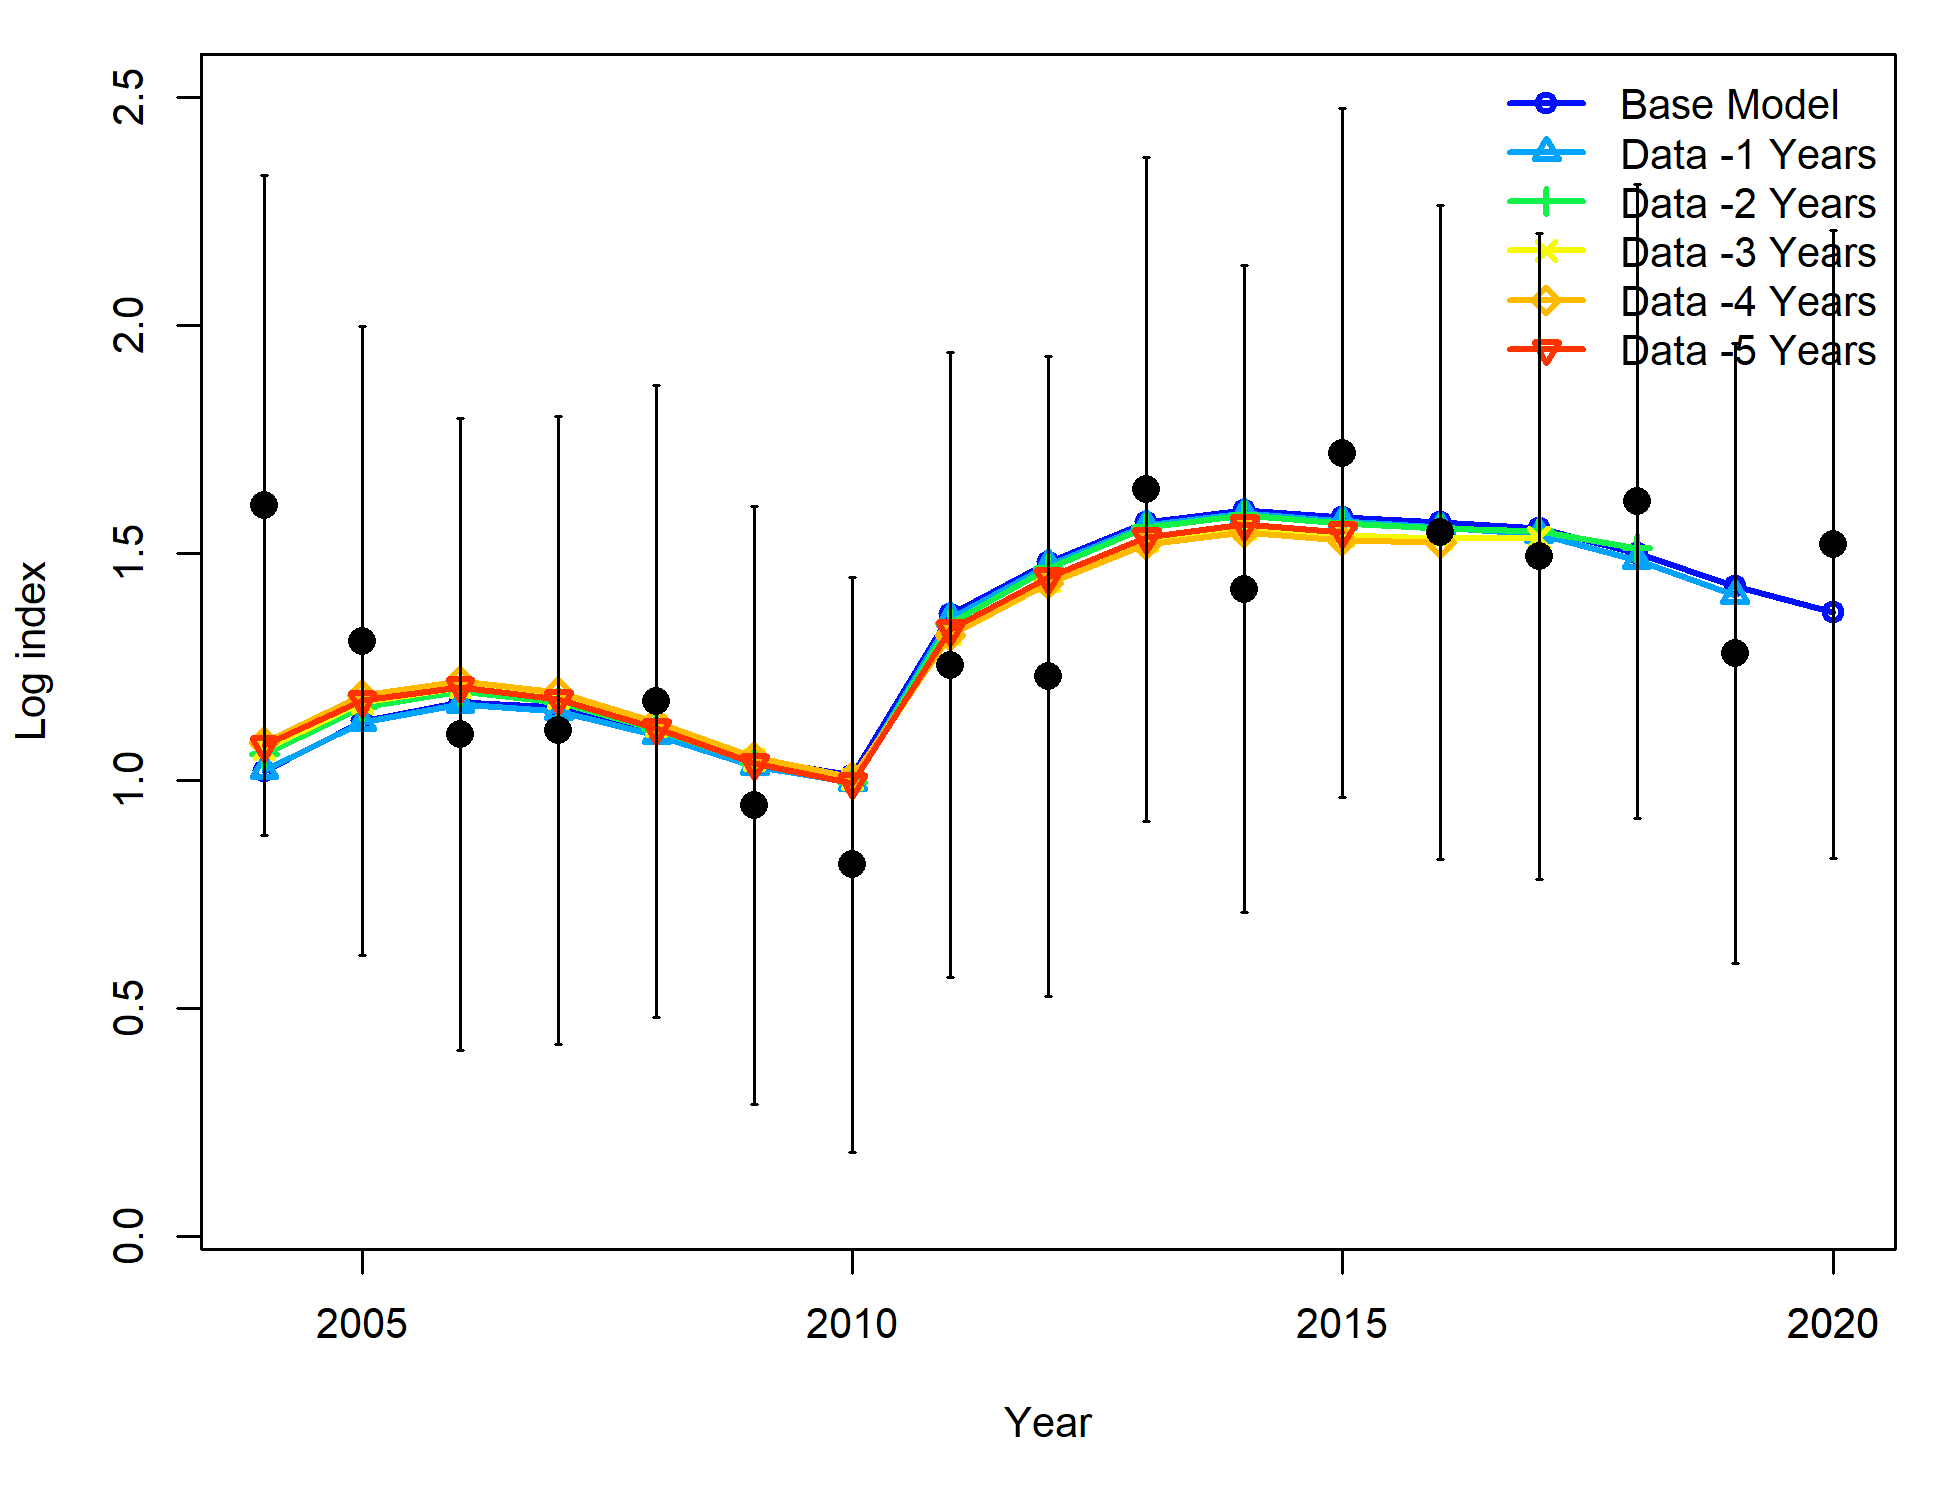 2.5
2.0
1.5
1.0
0.5
0.0
Log index
Base Model
Data -1 Years
Data -2 Years
Data -3 Years
Data -4 Years
Data -5 Years
2005 2010 2015 2020
Year